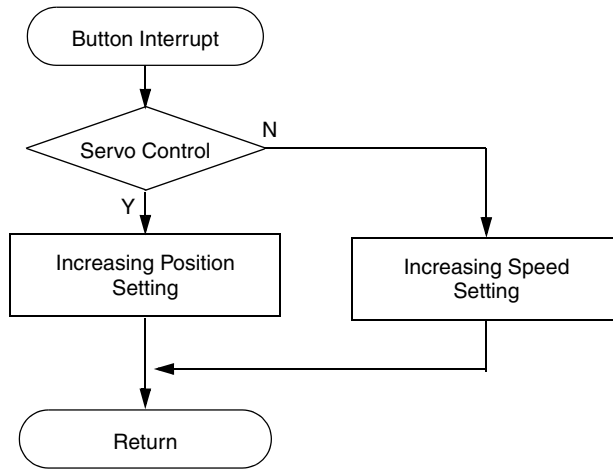 Button Interrupt
N
Servo Control
Y
Increasing Position
Setting
Increasing Speed
Setting
Return